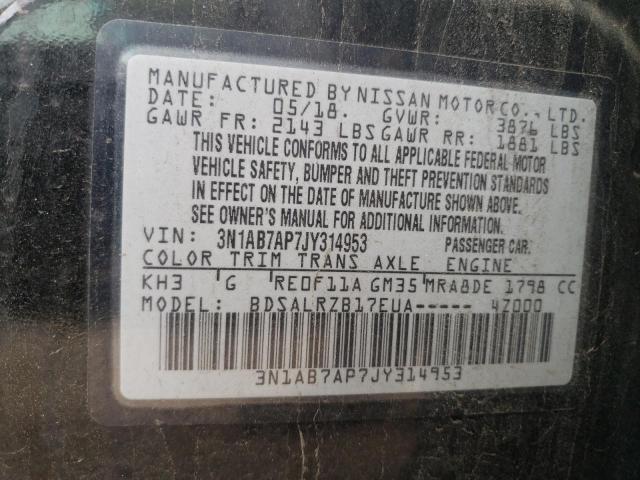 MANUFACTURED BY NISSAN MOTOR CO., LTD.
DATE: 05/18. GVWR: 3871 LBS
GAWR FR: 2143 LBS GAWR RR: 1881 LBS
THIS VEHICLE CONFORMS TO ALL APPLICABLE FEDERAL MOTOR
VEHICLE SAFETY, BUMPER AND THEFT PREVENTION STANDARDS
IN EFFECT ON THE DATE OF MANUFACTURE SHOWN ABOVE.
SEE OWNER'S MANUAL FOR ADDITIONAL INFORMATION.
VIN: 3N1AB7AP7JY314953 PASSENGER CAR.
COLOR TRIM TRANS AXLE ENGINE
KH3 G RE0F11A GM35 MRA8DE 1798 CC
MODEL: BDSALRZB17EUA----- 4Z000
3N1AB7AP7JY314953